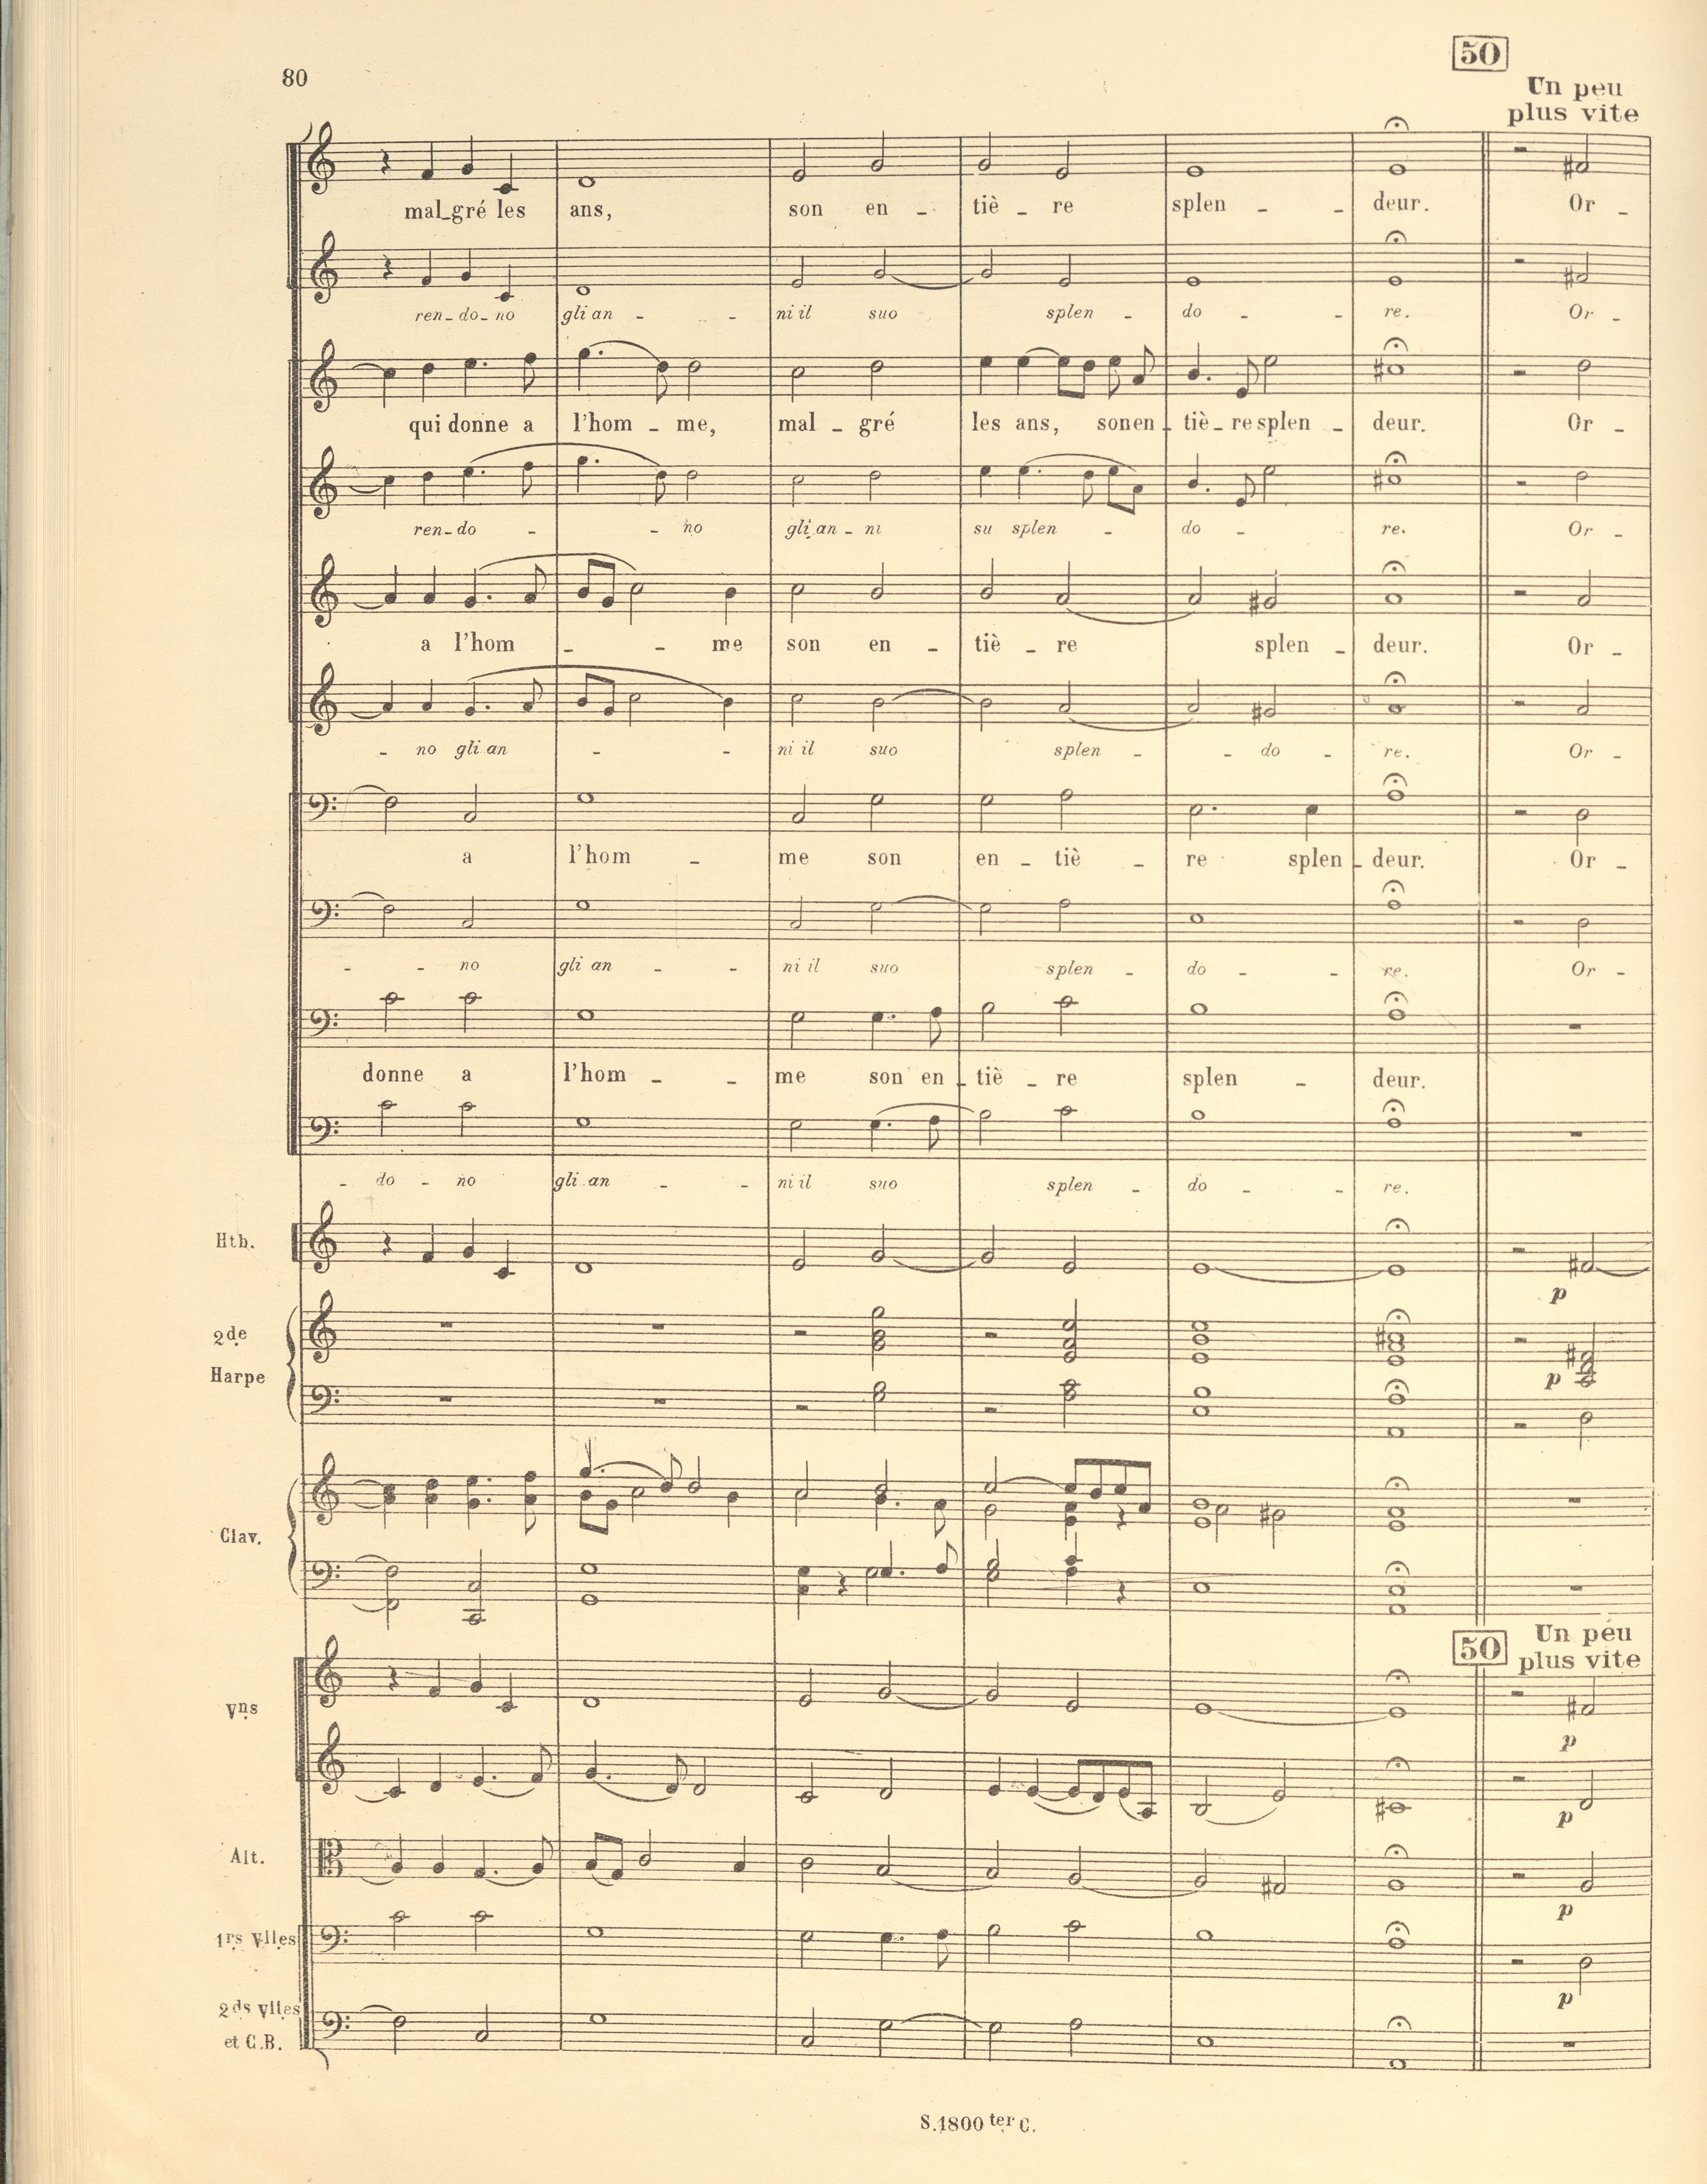 80
50
Un peu
plus vite
mal_gré les ans, son en - tiè - re splen - - deur. Or -
ren - do - no gli an - - ni il suo splen - do - - re. Or -
qui donne a l'hom - me, mal - gré les ans, son en - tiè - re splen - deur. Or -
ren - do - - no gli an - ni su splen - do - re. Or -
a l'hom - - me son en - tiè - re splen - deur. Or -
- no gli an - - ni il suo splen - - do - re. Or -
a l'hom - me son en - tiè - re splen - deur. Or -
- - no gli an - - ni il suo splen - do - - re. Or -
donne a l'hom - - me son en - tiè - re splen - deur.
- do - no gli an - - ni il suo splen - do - - re.
Htb.
p
2de
Harpe
p
Clav.
50
Un peu
plus vite
Vns
p
p
Alt.
p
1rs Vlles
p
2ds Vlles
et C.B.
S.1800 ter C.